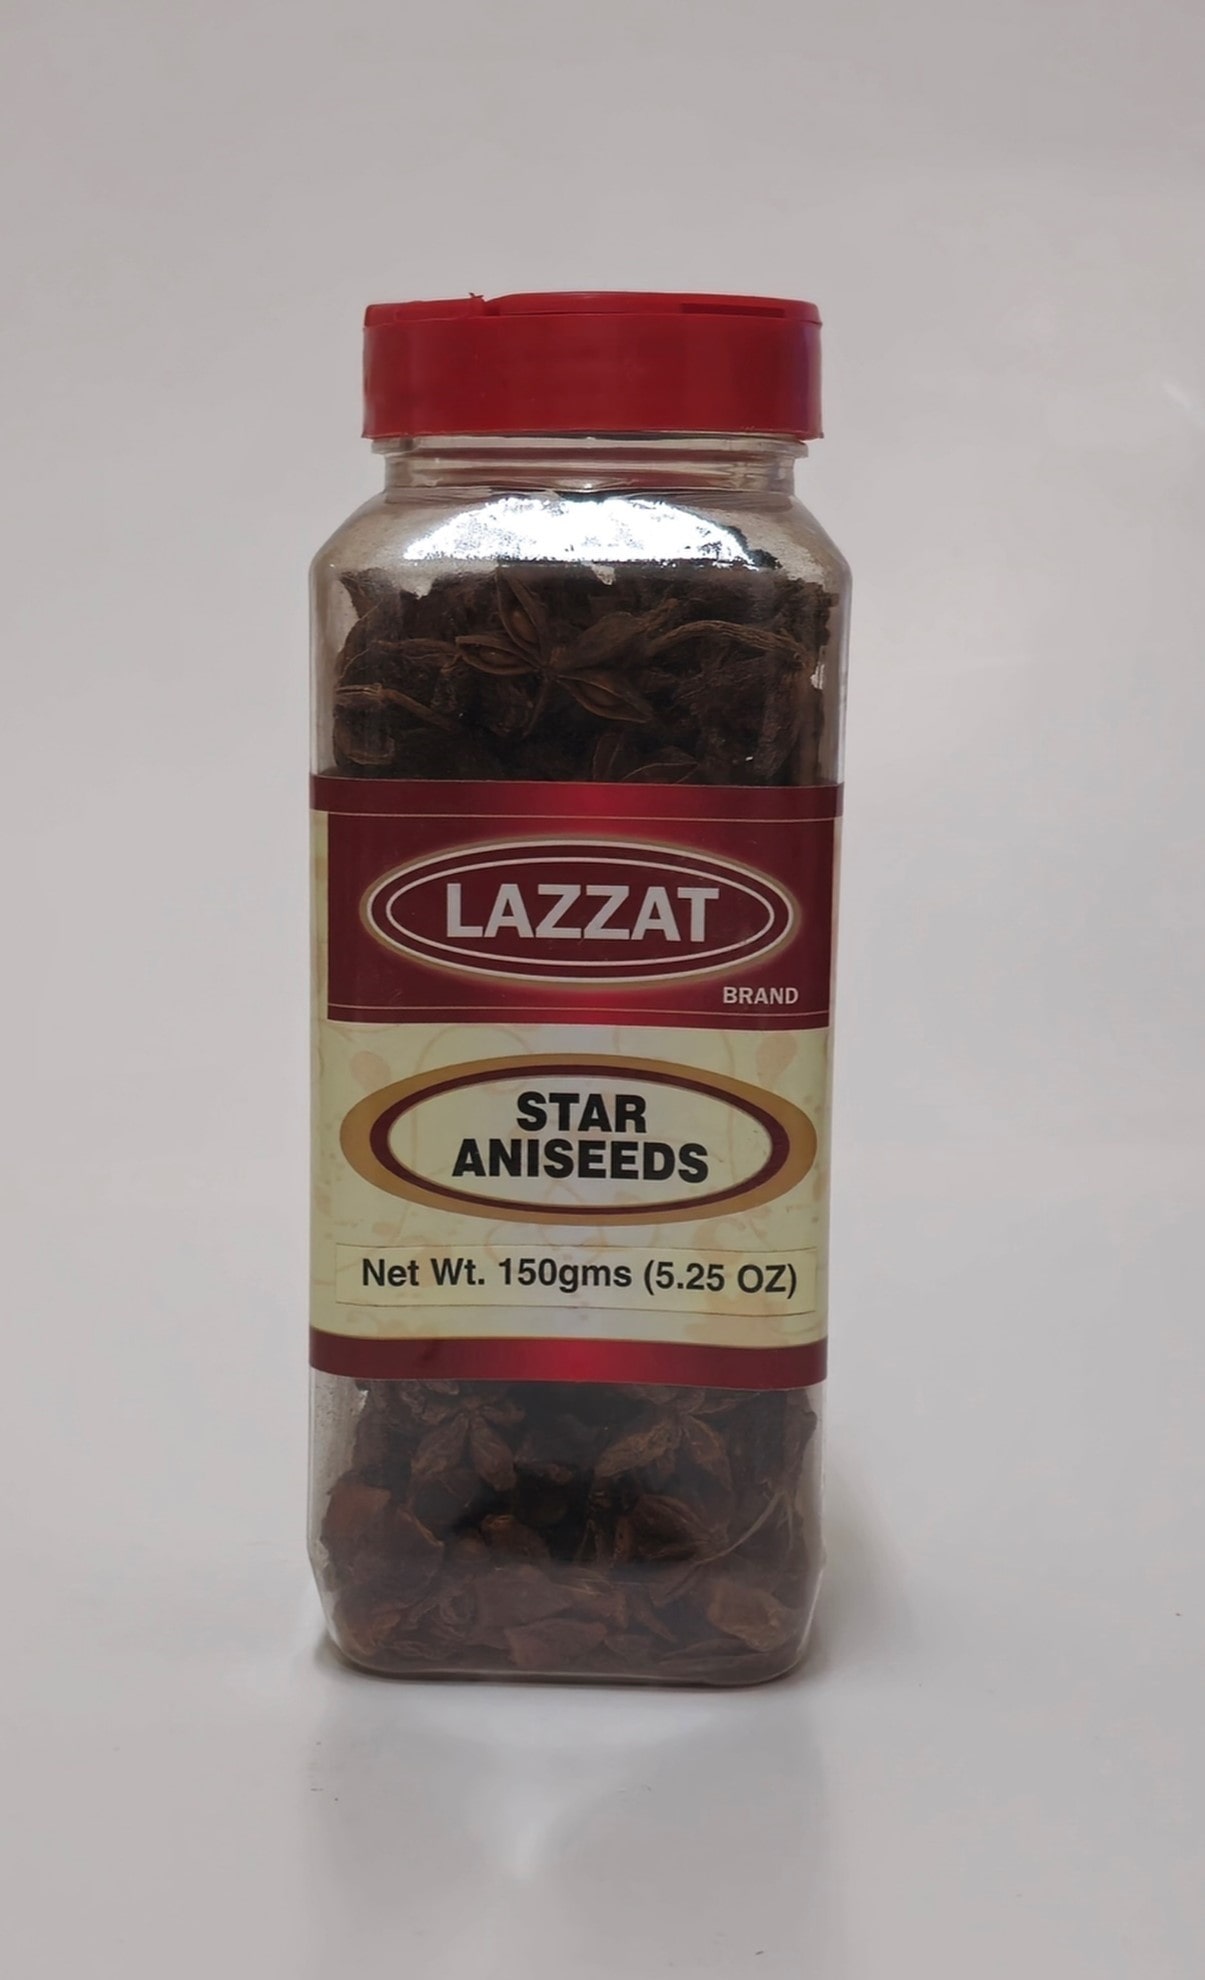 LAZZAT
BRAND
STAR
ANISEEDS
Net Wt. 150gms (5.25 OZ)